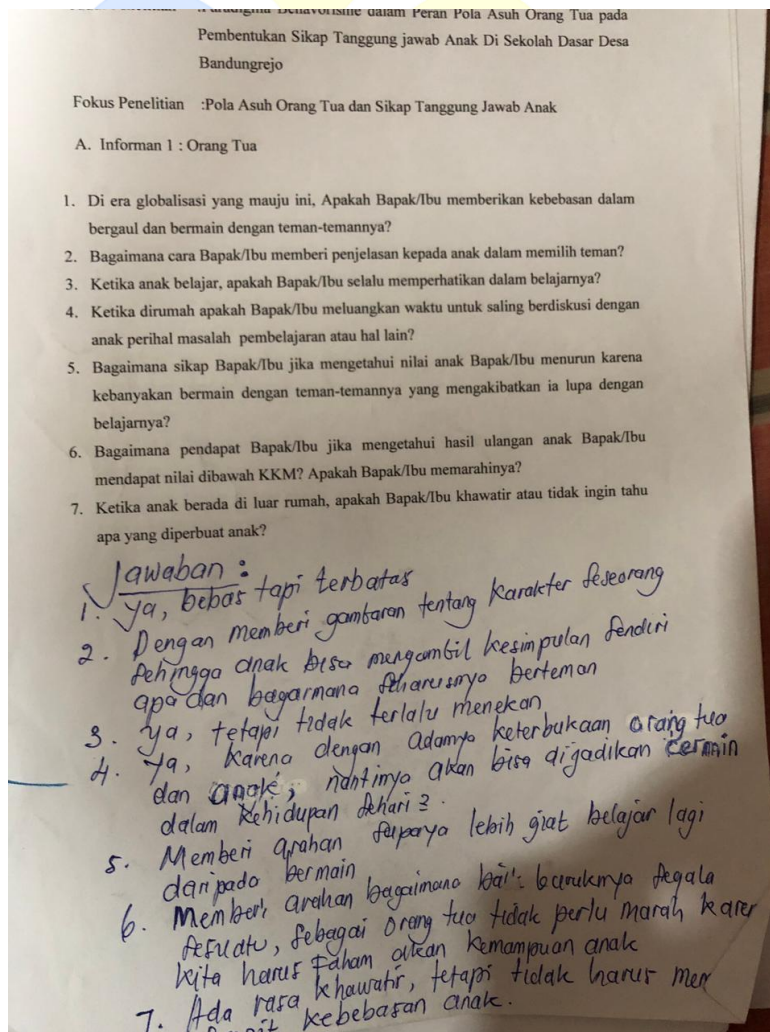 dalam Peran Pola Asuh Orang Tua pada
Pembentukan Sikap Tanggung jawab Anak Di Sekolah Dasar Desa
Bandungrejo
Fokus Penelitian :Pola Asuh Orang Tua dan Sikap Tanggung Jawab Anak
A. Informan 1 : Orang Tua
1. Di era globalisasi yang mauju ini, Apakah Bapak/Ibu memberikan kebebasan dalam
bergaul dan bermain dengan teman-temannya?
2. Bagaimana cara Bapak/Ibu memberi penjelasan kepada anak dalam memilih teman?
3. Ketika anak belajar, apakah Bapak/Ibu selalu memperhatikan dalam belajarnya?
4. Ketika dirumah apakah Bapak/Ibu meluangkan waktu untuk saling berdiskusi dengan
anak perihal masalah pembelajaran atau hal lain?
5. Bagaimana sikap Bapak/Ibu jika mengetahui nilai anak Bapak/Ibu menurun karena
kebanyakan bermain dengan teman-temannya yang mengakibatkan ia lupa dengan
belajarnya?
6. Bagaimana pendapat Bapak/Ibu jika mengetahui hasil ulangan anak Bapak/Ibu
mendapat nilai dibawah KKM? Apakah Bapak/Ibu memarahinya?
7. Ketika anak berada di luar rumah, apakah Bapak/Ibu khawatir atau tidak ingin tahu
apa yang diperbuat anak?
Jawaban :
1. Ya, bebas tapi terbatas
2. Dengan memberi gambaran tentang karakter seseorang
sehingga anak bisa mengambil kesimpulan sendiri
apa dan bagaimana seharusnya berteman
3. Ya, tetapi tidak terlalu menekan
4. Ya, karena dengan adanya keterbukaan orang tua
dan anak, nantinya akan bisa dijadikan cermin
dalam kehidupan sehari2.
5. Memberi arahan supaya lebih giat belajar lagi
daripada bermain
6. Memberi arahan bagaimana baik buruknya segala
sesuatu, sebagai orang tua tidak perlu marah karer
kita harus faham akan kemampuan anak
7. Ada rasa khawatir, tetapi tidak harus mem
kebebasan anak.